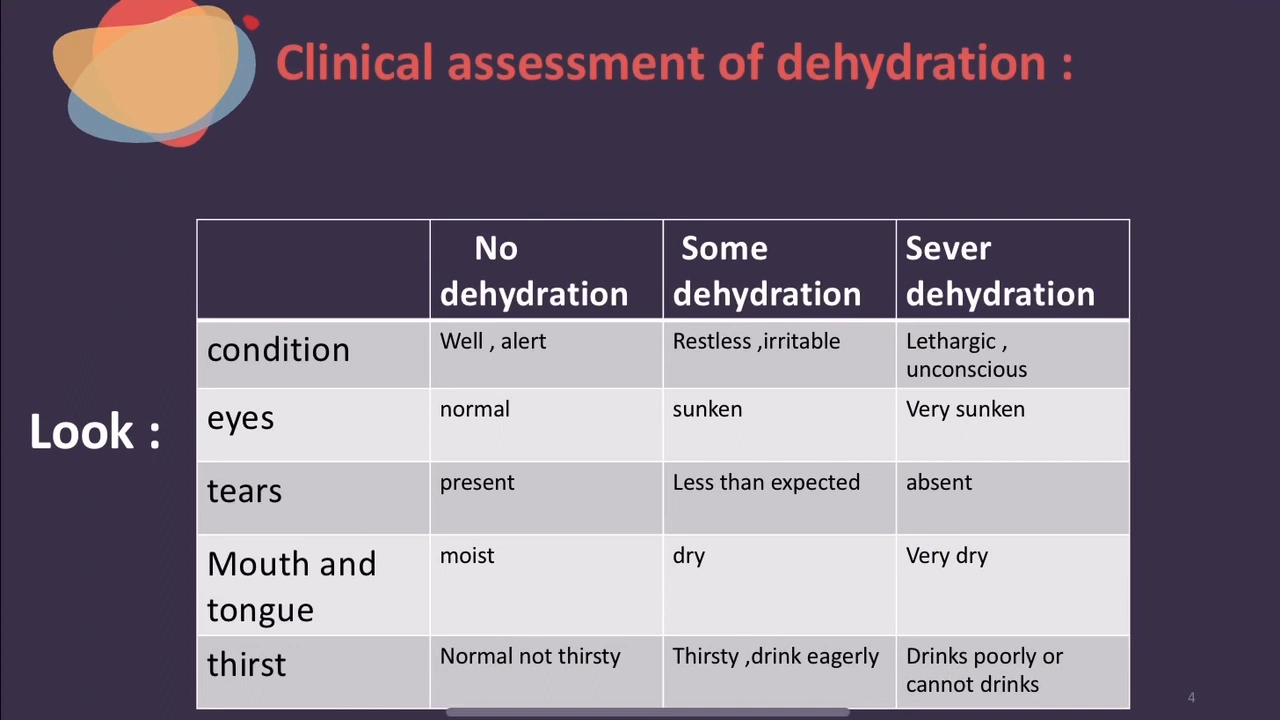 Clinical assessment of dehydration :
No dehydration
Some dehydration
Sever dehydration
Look :
condition
Well , alert
Restless ,irritable
Lethargic ,
unconscious
eyes
normal
sunken
Very sunken
tears
present
Less than expected
absent
Mouth and
tongue
moist
dry
Very dry
thirst
Normal not thirsty
Thirsty ,drink eagerly
Drinks poorly or
cannot drinks
4